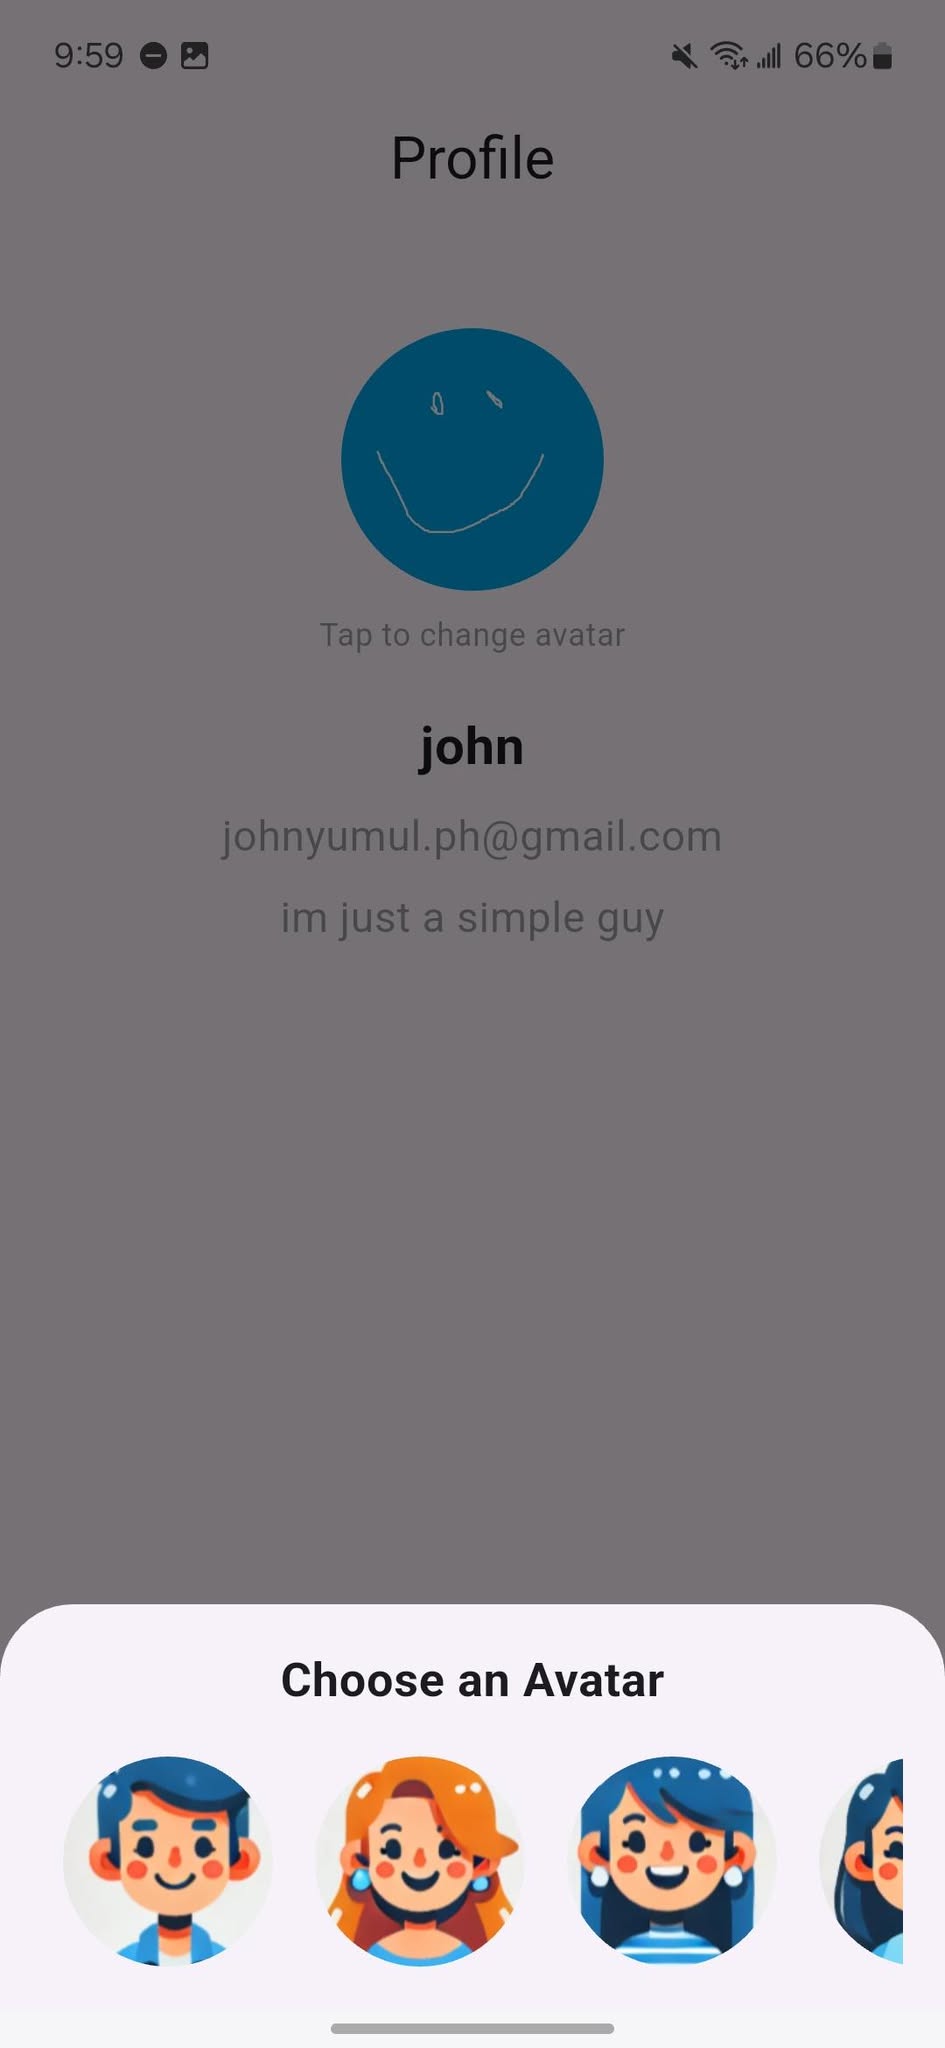 9:59 66%
Profile
Tap to change avatar
john
johnyumul.ph@gmail.com
im just a simple guy
Choose an Avatar